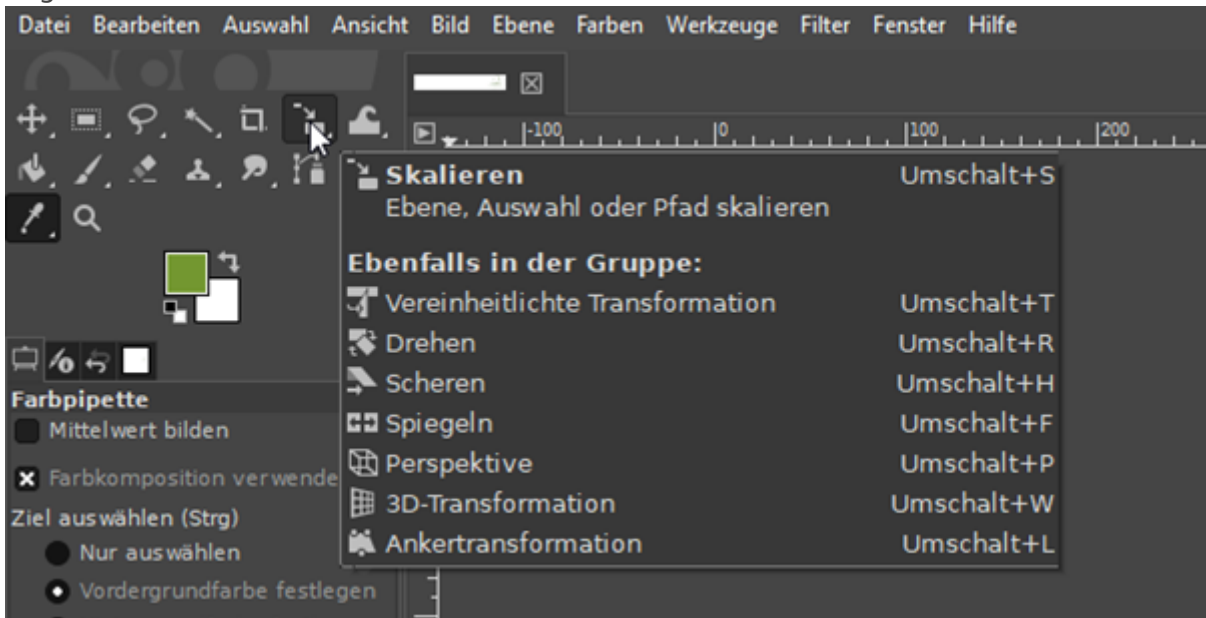 Datei Bearbeiten Auswahl Ansicht Bild Ebene Farben Werkzeuge Filter Fenster Hilfe
-100 0 100 200
Skalieren Umschalt+S
Ebene, Auswahl oder Pfad skalieren
Ebenfalls in der Gruppe:
Vereinheitlichte Transformation Umschalt+T
Drehen Umschalt+R
Scheren Umschalt+H
Spiegeln Umschalt+F
Perspektive Umschalt+P
3D-Transformation Umschalt+W
Ankertransformation Umschalt+L
Farbpipette
Mittelwert bilden
Farbkomposition verwende
Ziel auswählen (Strg)
Nur auswählen
Vordergrundfarbe festlegen